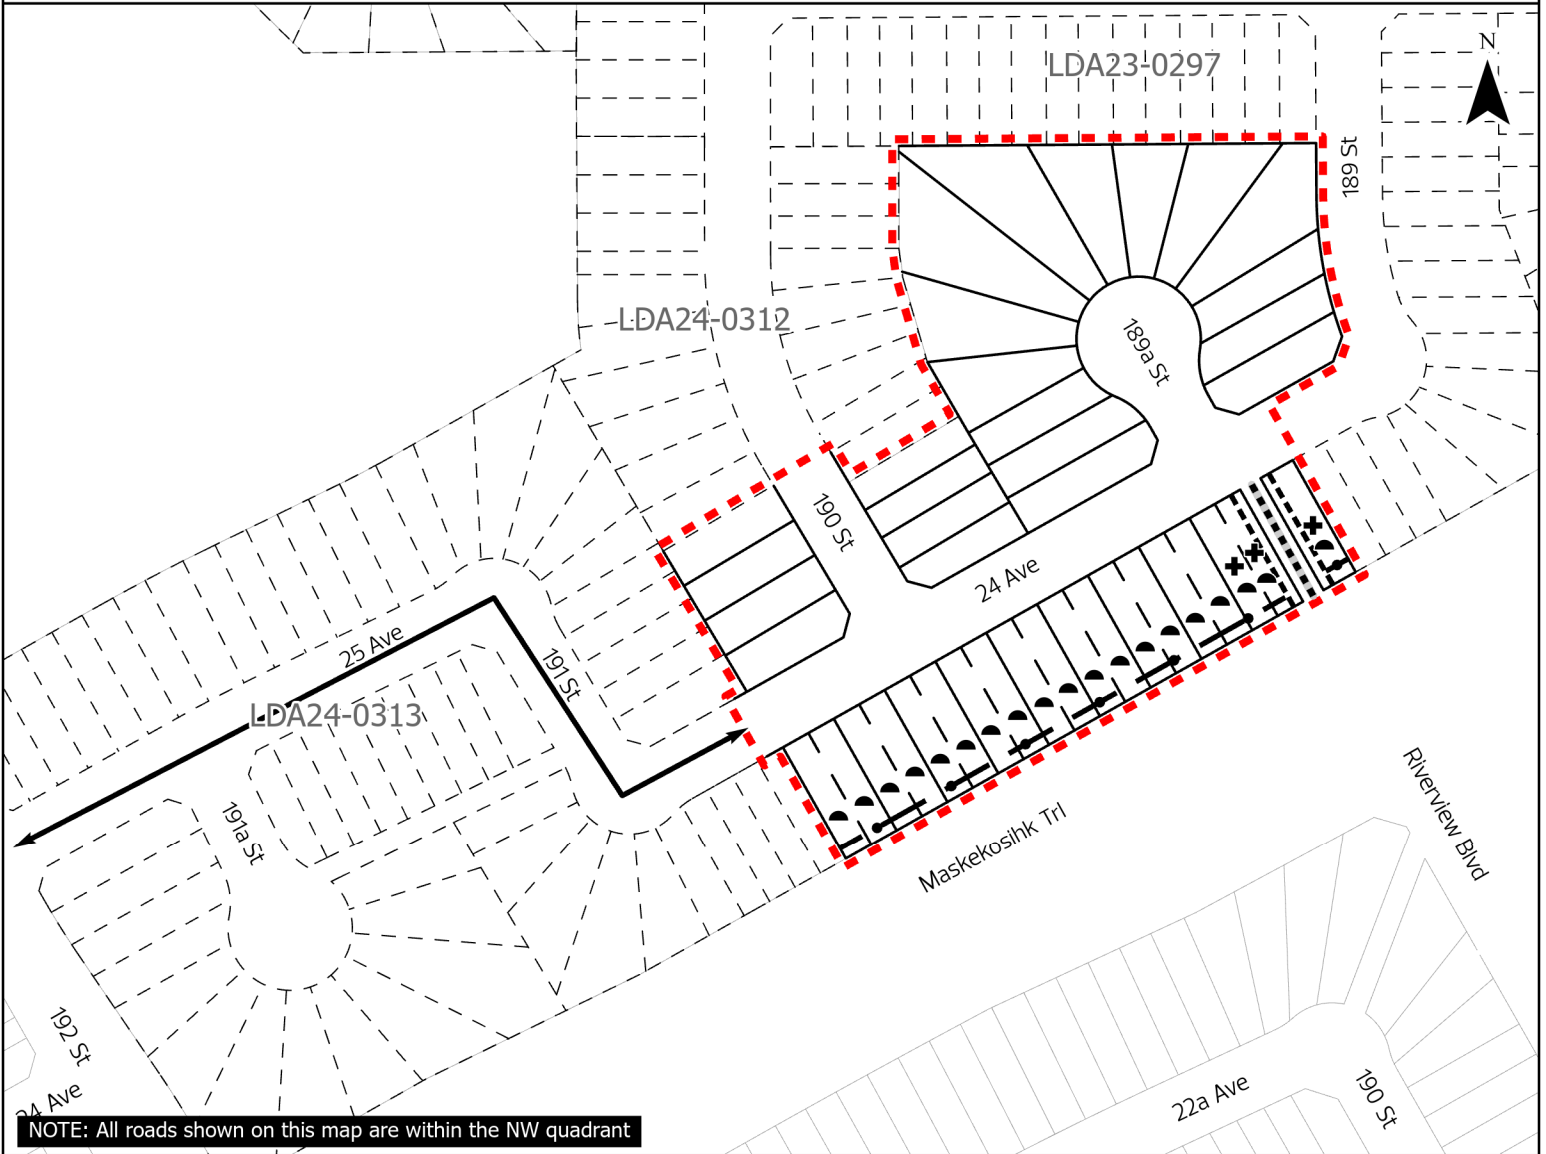 N
LDA23-0297
189 St
LDA24-0312
189a St
190 St
24 Ave
25 Ave
191 St
LDA24-0313
191a St
Maskekosihk Trl
Riverview Blvd
192 St
24 Ave
22a Ave
190 St
NOTE: All roads shown on this map are within the NW quadrant